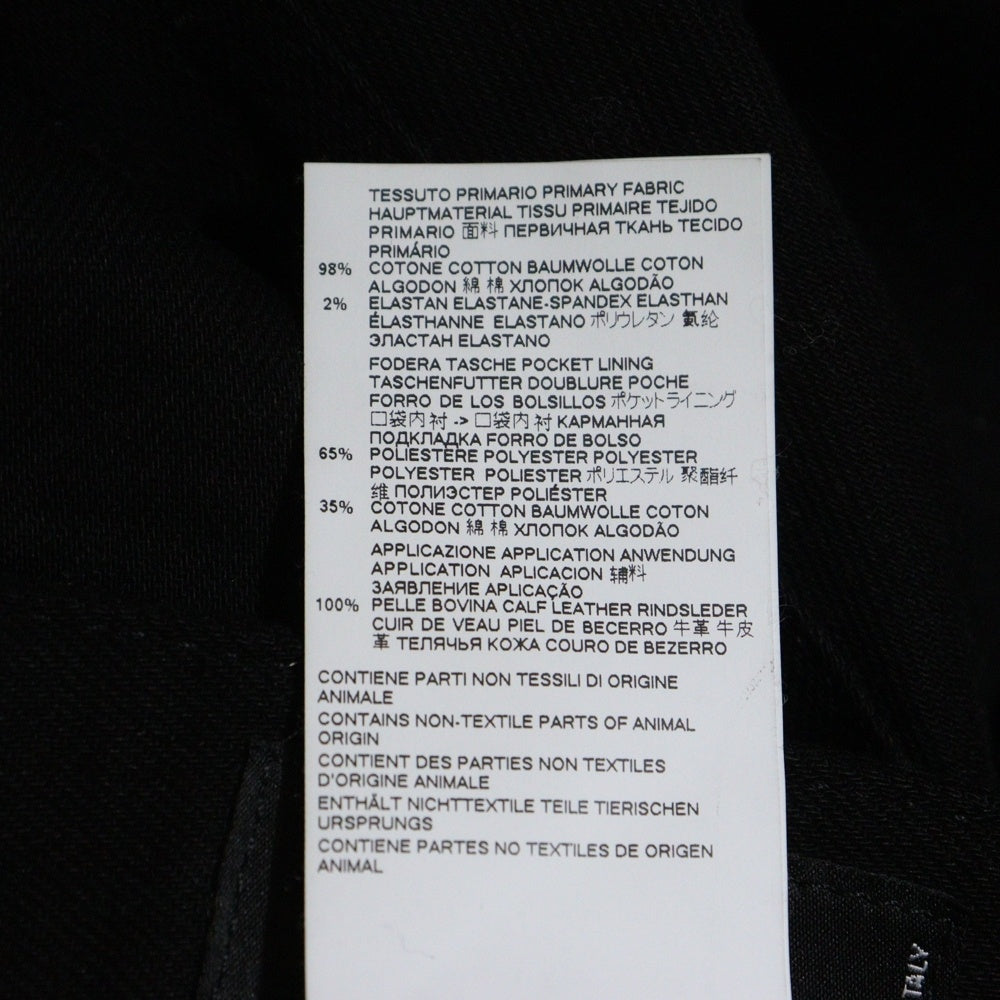 TESSUTO PRIMARIO PRIMARY FABRIC
HAUPTMATERIAL TISSU PRIMAIRE TEJIDO
PRIMARIO 面料 ПЕРВИЧНАЯ ТКАНЬ TECIDO
PRIMÁRIO
98% COTONE COTTON BAUMWOLLE COTON
ALGODON 綿 棉 ХЛОПОК ALGODÃO
2% ELASTAN ELASTANE-SPANDEX ELASTHAN
ÉLASTHANNE ELASTANO ポリウレタン 氨纶
ЭЛАСТАН ELASTANO
FODERA TASCHE POCKET LINING
TASCHENFUTTER DOUBLURE POCHE
FORRO DE LOS BOLSILLOS ポケットライニング
口袋内衬 -> 口袋内衬 КАРМАННАЯ
ПОДКЛАДКА FORRO DE BOLSO
65% POLIESTERE POLYESTER POLYESTER
POLYESTER POLIESTER ポリエステル 聚酯纤
维 ПОЛИЭСТЕР POLIÉSTER
35% COTONE COTTON BAUMWOLLE COTON
ALGODON 綿 棉 ХЛОПОК ALGODÃO
APPLICAZIONE APPLICATION ANWENDUNG
APPLICATION APLICACION 辅料
ЗАЯВЛЕНИЕ APLICAÇÃO
100% PELLE BOVINA CALF LEATHER RINDSLEDER
CUIR DE VEAU PIEL DE BECERRO 牛革 牛皮
革 ТЕЛЯЧЬЯ КОЖА COURO DE BEZERRO
CONTIENE PARTI NON TESSILI DI ORIGINE
ANIMALE
CONTAINS NON-TEXTILE PARTS OF ANIMAL
ORIGIN
CONTIENT DES PARTIES NON TEXTILES
D'ORIGINE ANIMALE
ENTHÄLT NICHTTEXTILE TEILE TIERISCHEN
URSPRUNGS
CONTIENE PARTES NO TEXTILES DE ORIGEN
ANIMAL
TALY